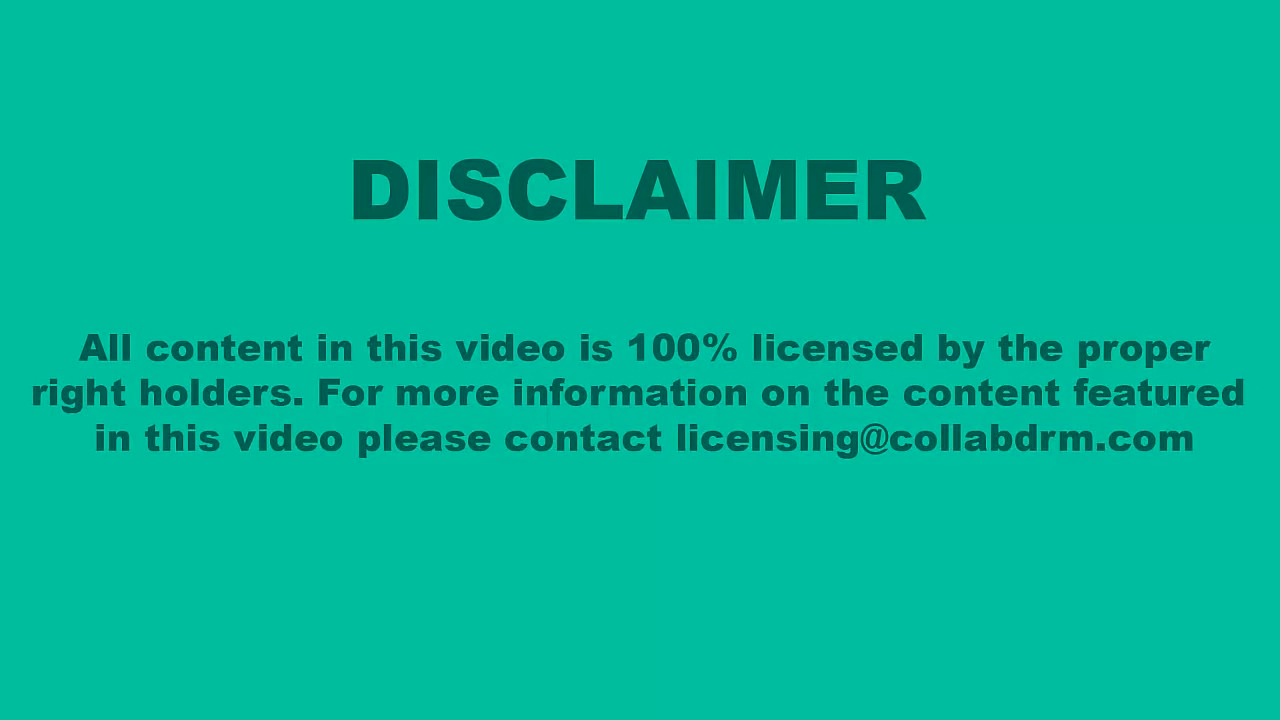 DISCLAIMER
All content in this video is 100% licensed by the proper
right holders. For more information on the content featured
in this video please contact licensing@collabdrm.com